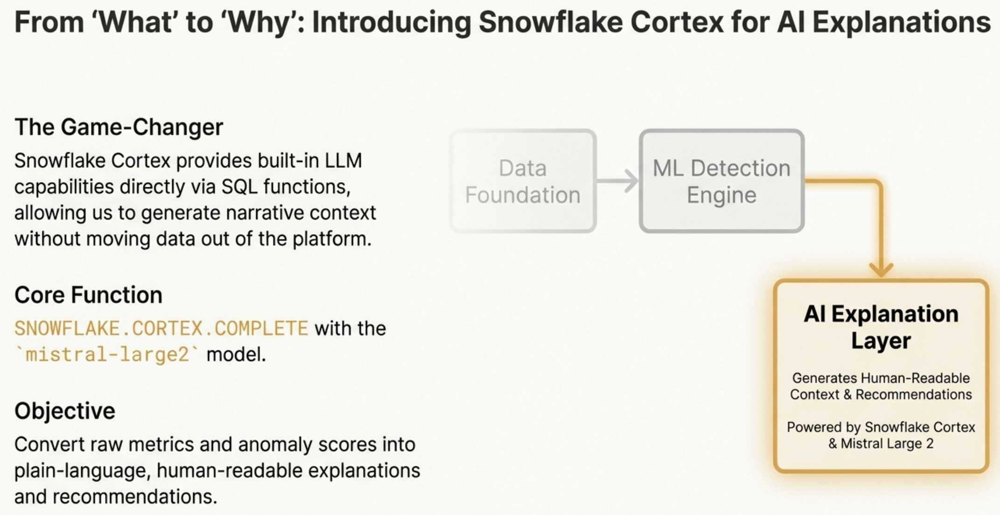 From ‘What’ to ‘Why’: Introducing Snowflake Cortex for AI Explanations
The Game-Changer
Snowflake Cortex provides built-in LLM
capabilities directly via SQL functions,
allowing us to generate narrative context
without moving data out of the platform.
Core Function
SNOWFLAKE.CORTEX.COMPLETE with the
`mistral-large2` model.
Objective
Convert raw metrics and anomaly scores into
plain-language, human-readable explanations
and recommendations.
Data
Foundation
ML Detection
Engine
AI Explanation
Layer
Generates Human-Readable
Context & Recommendations
Powered by Snowflake Cortex
& Mistral Large 2